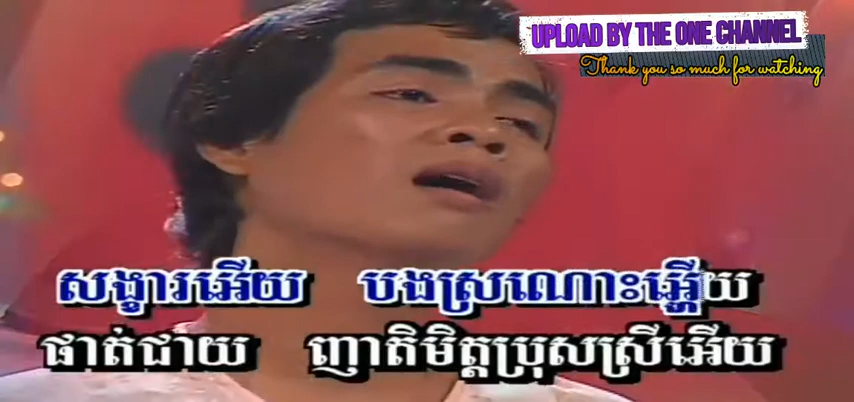 UPLOAD BY THE ONE CHANNEL
Thank you so much for watching
សង្ខារអើយ បងស្រណោះអ្ហើយ
ផាត់ជាយ ញាតិមិត្តប្រុសស្រីអើយ